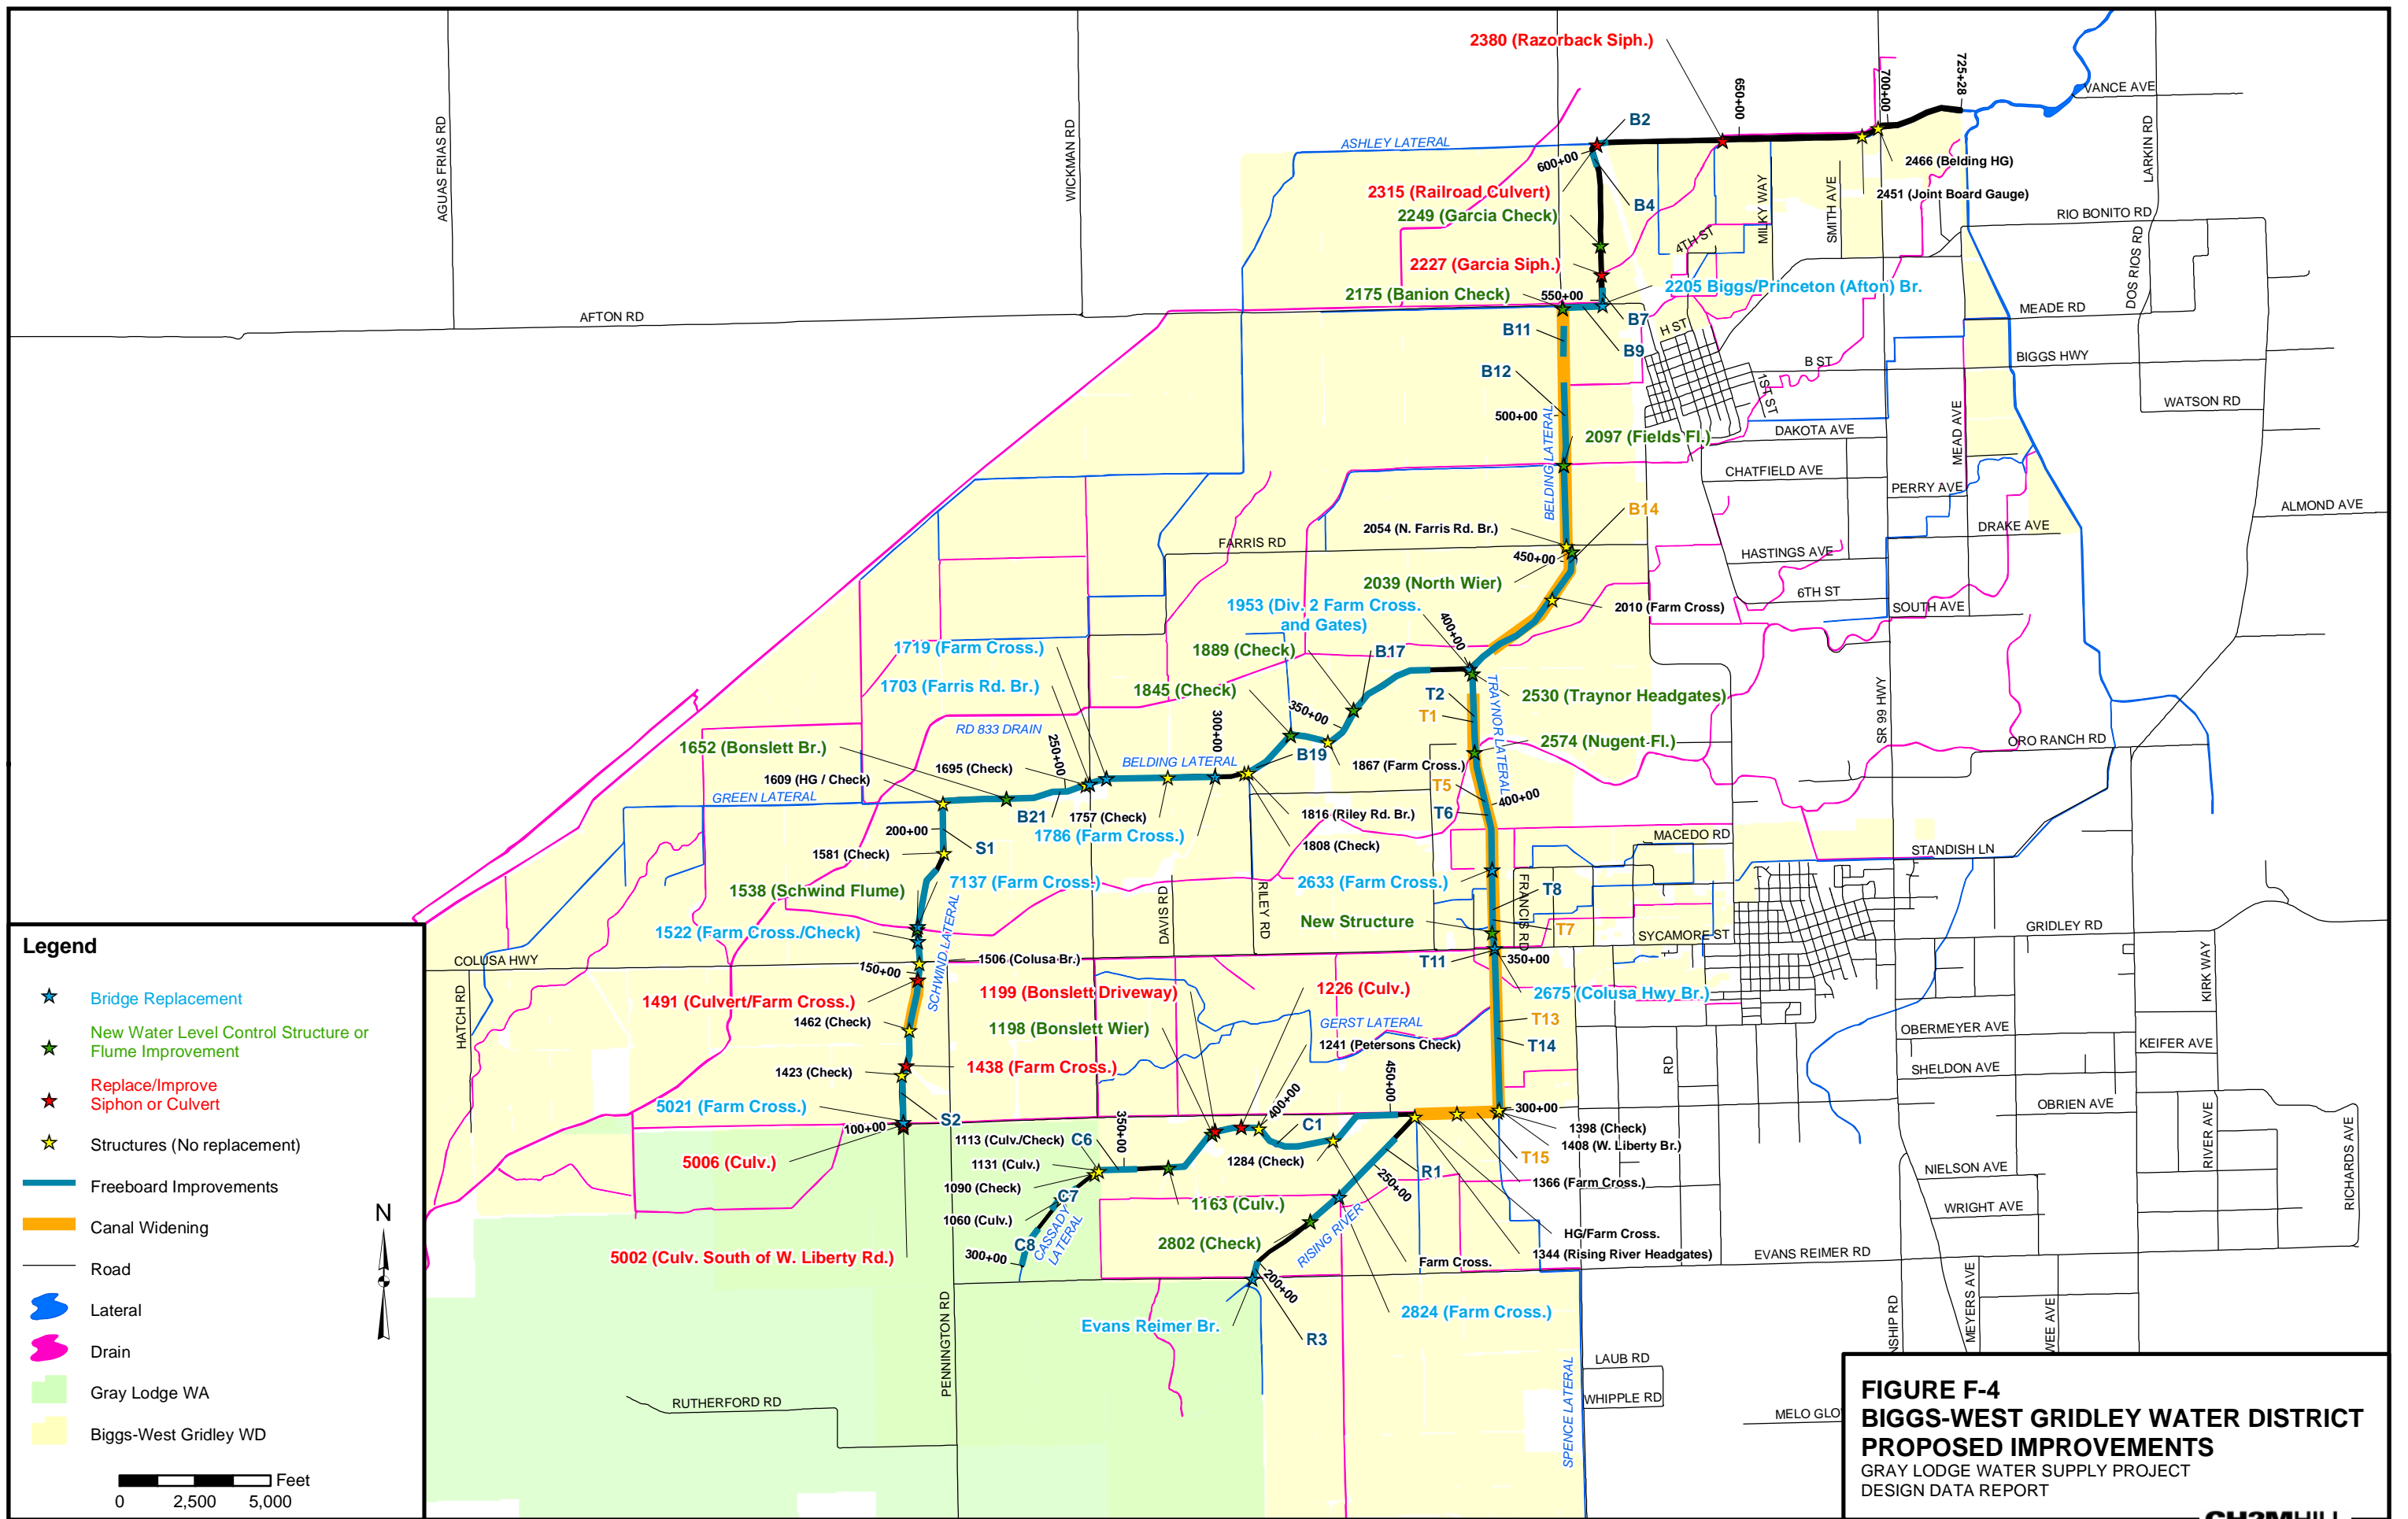 2380 (Razorback Siph.)
650+00
700+00
725+28
VANCE AVE
AGUAS FRIAS RD
WICKMAN RD
LARKIN RD
B2
ASHLEY LATERAL
600+00
2466 (Belding HG)
2315 (Railroad Culvert)
B4
MILKY WAY
SMITH AVE
2451 (Joint Board Gauge)
2249 (Garcia Check)
RIO BONITO RD
4TH ST
DOS RIOS RD
2227 (Garcia Siph.)
2175 (Banion Check)
550+00
2205 Biggs/Princeton (Afton) Br.
AFTON RD
B7
MEADE RD
B11
H ST
B9
B ST
BIGGS HWY
B12
1ST ST
500+00
BELDING LATERAL
WATSON RD
2097 (Fields Fl.)
DAKOTA AVE
MEAD AVE
CHATFIELD AVE
PERRY AVE
B14
ALMOND AVE
2054 (N. Farris Rd. Br.)
DRAKE AVE
FARRIS RD
450+00
HASTINGS AVE
2039 (North Wier)
6TH ST
2010 (Farm Cross)
SOUTH AVE
1953 (Div. 2 Farm Cross.
and Gates)
400+00
1719 (Farm Cross.)
1889 (Check)
B17
1703 (Farris Rd. Br.)
1845 (Check)
T2
TRAYNOR LATERAL
2530 (Traynor Headgates)
T1
350+00
300+00
SR 99 HWY
RD 833 DRAIN
250+00
1652 (Bonslett Br.)
2574 (Nugent Fl.)
ORO RANCH RD
B19
1695 (Check)
BELDING LATERAL
1867 (Farm Cross.)
1609 (HG / Check)
T5
GREEN LATERAL
400+00
B21
1757 (Check)
1816 (Riley Rd. Br.)
T6
200+00
1786 (Farm Cross.)
MACEDO RD
S1
1808 (Check)
STANDISH LN
1581 (Check)
7137 (Farm Cross.)
2633 (Farm Cross.)
1538 (Schwind Flume)
DAVIS RD
RILEY RD
FRANCIS RD
T8
New Structure
T7
1522 (Farm Cross./Check)
SCHWIND LATERAL
SYCAMORE ST
GRIDLEY RD
COLUSA HWY
1506 (Colusa Br.)
T11
350+00
150+00
KIRK WAY
1491 (Culvert/Farm Cross.)
1199 (Bonslett Driveway)
1226 (Culv.)
2675 (Colusa Hwy Br.)
HATCH RD
1462 (Check)
1198 (Bonslett Wier)
GERST LATERAL
T13
OBERMEYER AVE
1241 (Petersons Check)
T14
KEIFER AVE
1423 (Check)
1438 (Farm Cross.)
RD
SHELDON AVE
450+00
400+00
5021 (Farm Cross.)
S2
350+00
300+00
OBRIEN AVE
100+00
C1
1398 (Check)
1113 (Culv./Check)
C6
1408 (W. Liberty Br.)
5006 (Culv.)
1131 (Culv.)
1284 (Check)
T15
RIVER AVE
RICHARDS AVE
R1
NIELSON AVE
1090 (Check)
250+00
1366 (Farm Cross.)
C7
1163 (Culv.)
WRIGHT AVE
1060 (Culv.)
CASSADY
LATERAL
RISING RIVER
HG/Farm Cross.
C8
2802 (Check)
5002 (Culv. South of W. Liberty Rd.)
300+00
Farm Cross.
1344 (Rising River Headgates)
EVANS REIMER RD
200+00
PENNINGTON RD
MEYERS AVE
2824 (Farm Cross.)
Evans Reimer Br.
R3
NSHIP RD
WEE AVE
SPENCE LATERAL
LAUB RD
RUTHERFORD RD
WHIPPLE RD
MELO GLO
Legend
Bridge Replacement
New Water Level Control Structure or
Flume Improvement
Replace/Improve
Siphon or Culvert
Structures (No replacement)
Freeboard Improvements
Canal Widening
Road
Lateral
Drain
Gray Lodge WA
Biggs-West Gridley WD
N
Feet
0 2,500 5,000
FIGURE F-4
BIGGS-WEST GRIDLEY WATER DISTRICT
PROPOSED IMPROVEMENTS
GRAY LODGE WATER SUPPLY PROJECT
DESIGN DATA REPORT
CH2MHILL